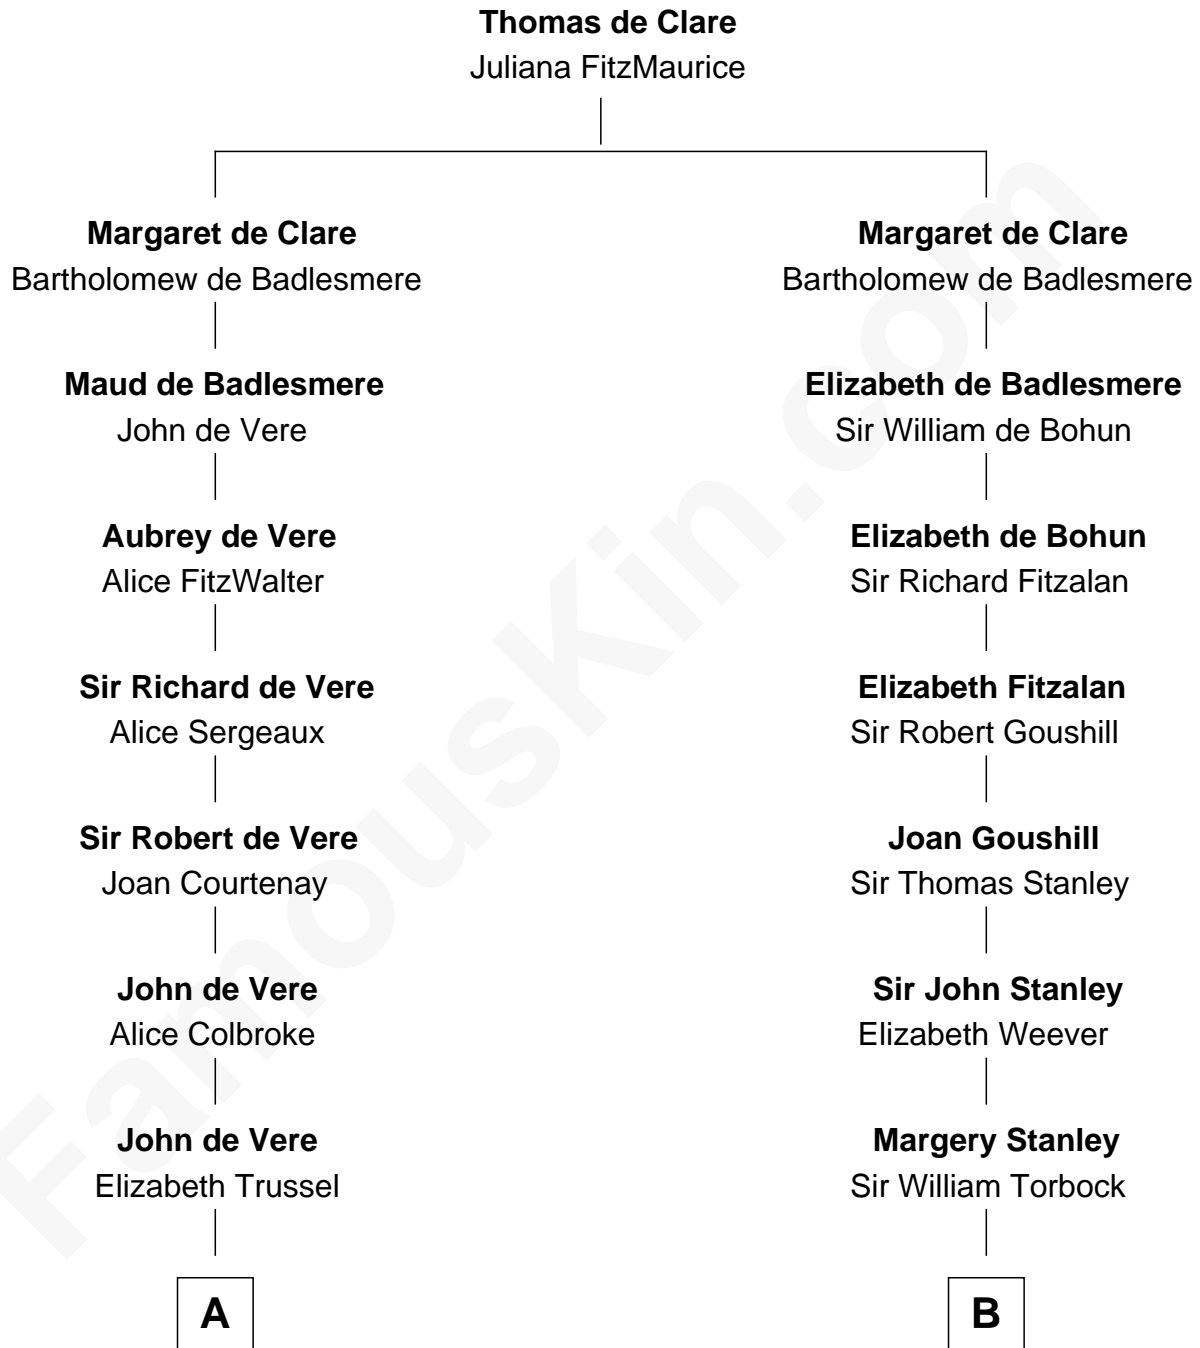 Thomas de Clare
Juliana FitzMaurice
Margaret de Clare
Bartholomew de Badlesmere
Maud de Badlesmere
John de Vere
Aubrey de Vere
Alice FitzWalter
Sir Richard de Vere
Alice Sergeaux
Sir Robert de Vere
Joan Courtenay
John de Vere
Alice Colbroke
John de Vere
Elizabeth Trussel
A
Margaret de Clare
Bartholomew de Badlesmere
Elizabeth de Badlesmere
Sir William de Bohun
Elizabeth de Bohun
Sir Richard Fitzalan
Elizabeth Fitzalan
Sir Robert Goushill
Joan Goushill
Sir Thomas Stanley
Sir John Stanley
Elizabeth Weever
Margery Stanley
Sir William Torbock
B
FamousKin.com